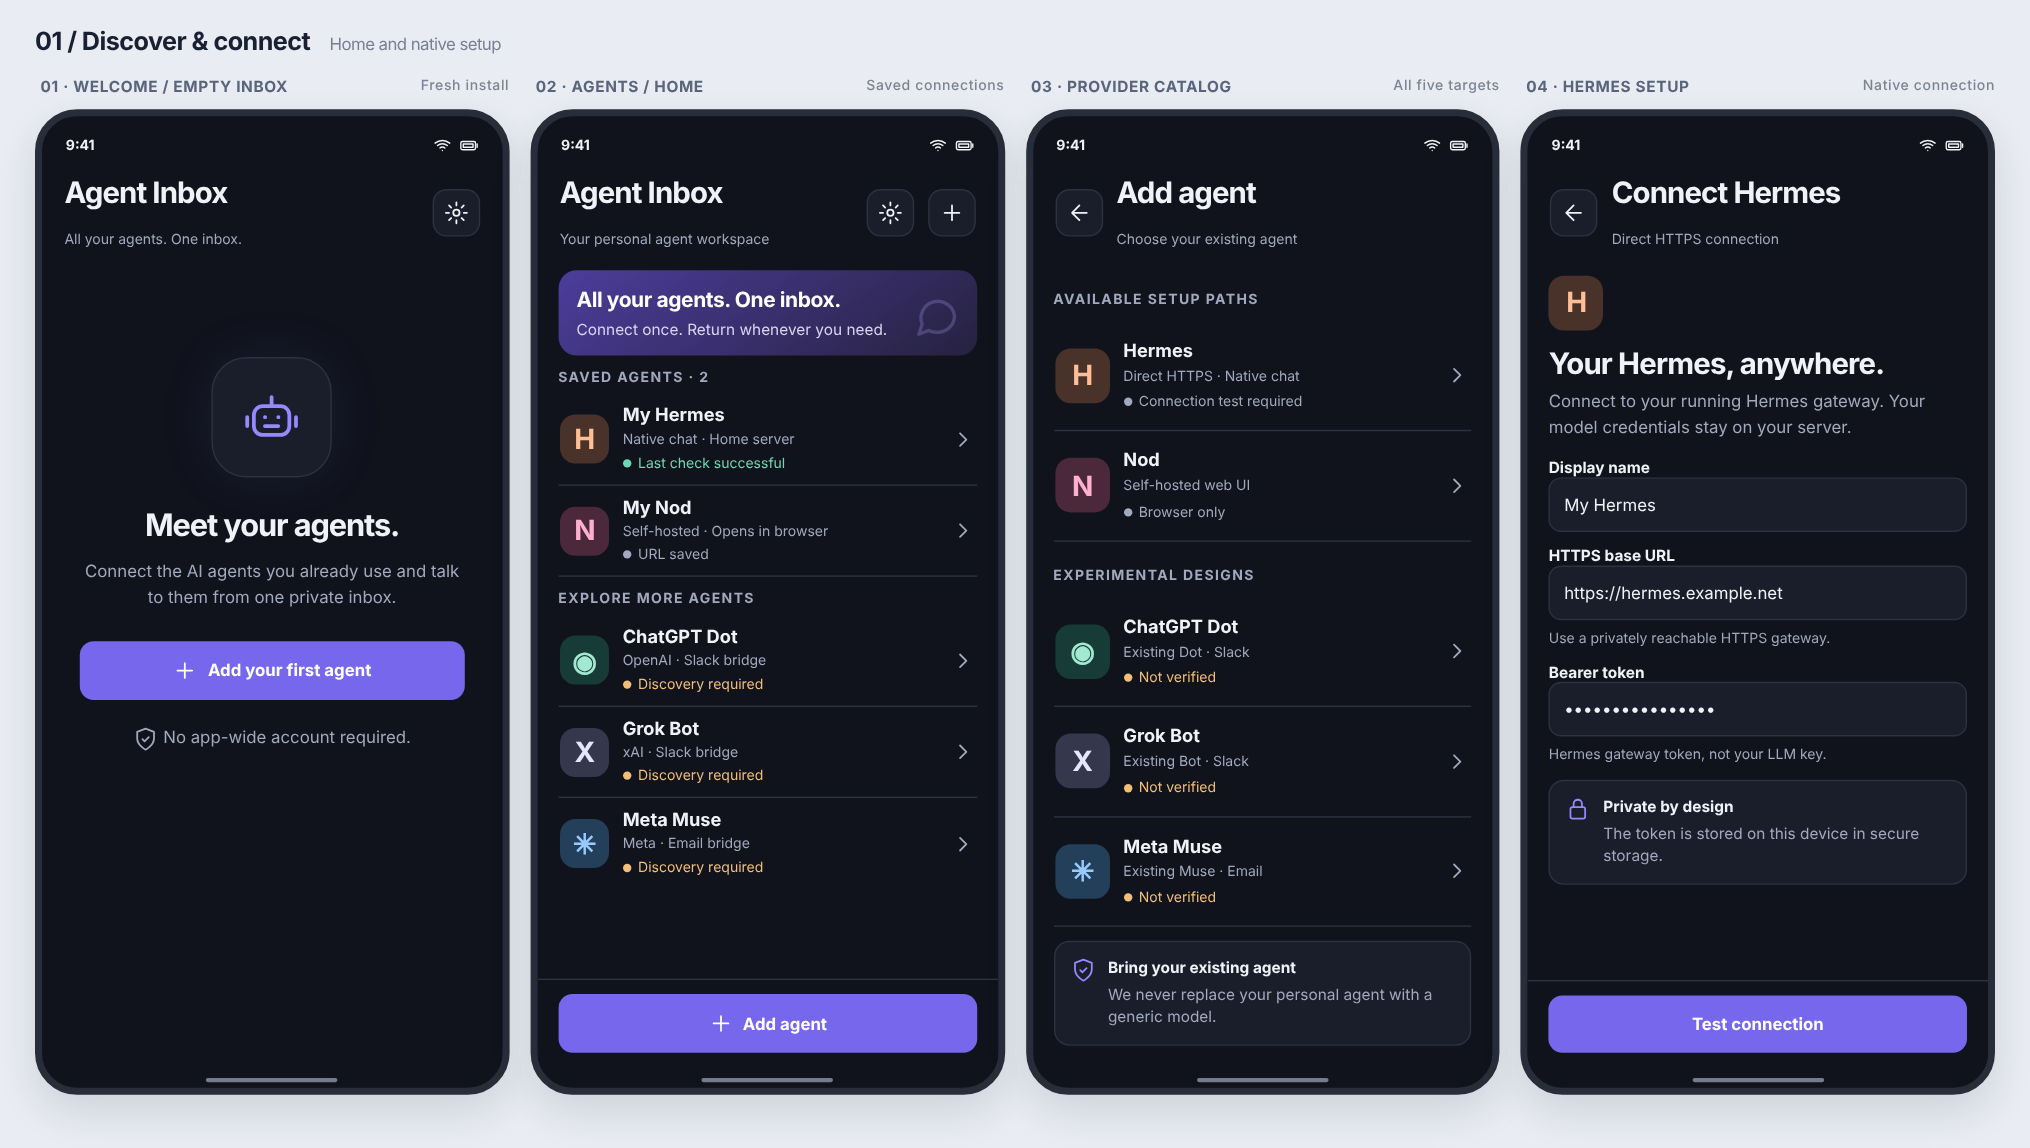 01 / Discover & connect
Home and native setup
01 · WELCOME / EMPTY INBOX
Fresh install
9:41
Agent Inbox
All your agents. One inbox.
Meet your agents.
Connect the AI agents you already use and talk
to them from one private inbox.
Add your first agent
No app-wide account required.
02 · AGENTS / HOME
Saved connections
9:41
Agent Inbox
Your personal agent workspace
All your agents. One inbox.
Connect once. Return whenever you need.
SAVED AGENTS · 2
H
My Hermes
Native chat · Home server
Last check successful
N
My Nod
Self-hosted · Opens in browser
URL saved
EXPLORE MORE AGENTS
ChatGPT Dot
OpenAI · Slack bridge
Discovery required
X
Grok Bot
xAI · Slack bridge
Discovery required
Meta Muse
Meta · Email bridge
Discovery required
Add agent
03 · PROVIDER CATALOG
All five targets
9:41
Add agent
Choose your existing agent
AVAILABLE SETUP PATHS
H
Hermes
Direct HTTPS · Native chat
Connection test required
N
Nod
Self-hosted web UI
Browser only
EXPERIMENTAL DESIGNS
ChatGPT Dot
Existing Dot · Slack
Not verified
X
Grok Bot
Existing Bot · Slack
Not verified
Meta Muse
Existing Muse · Email
Not verified
Bring your existing agent
We never replace your personal agent with a
generic model.
04 · HERMES SETUP
Native connection
9:41
Connect Hermes
Direct HTTPS connection
H
Your Hermes, anywhere.
Connect to your running Hermes gateway. Your
model credentials stay on your server.
Display name
My Hermes
HTTPS base URL
https://hermes.example.net
Use a privately reachable HTTPS gateway.
Bearer token
••••••••••••••••
Hermes gateway token, not your LLM key.
Private by design
The token is stored on this device in secure
storage.
Test connection